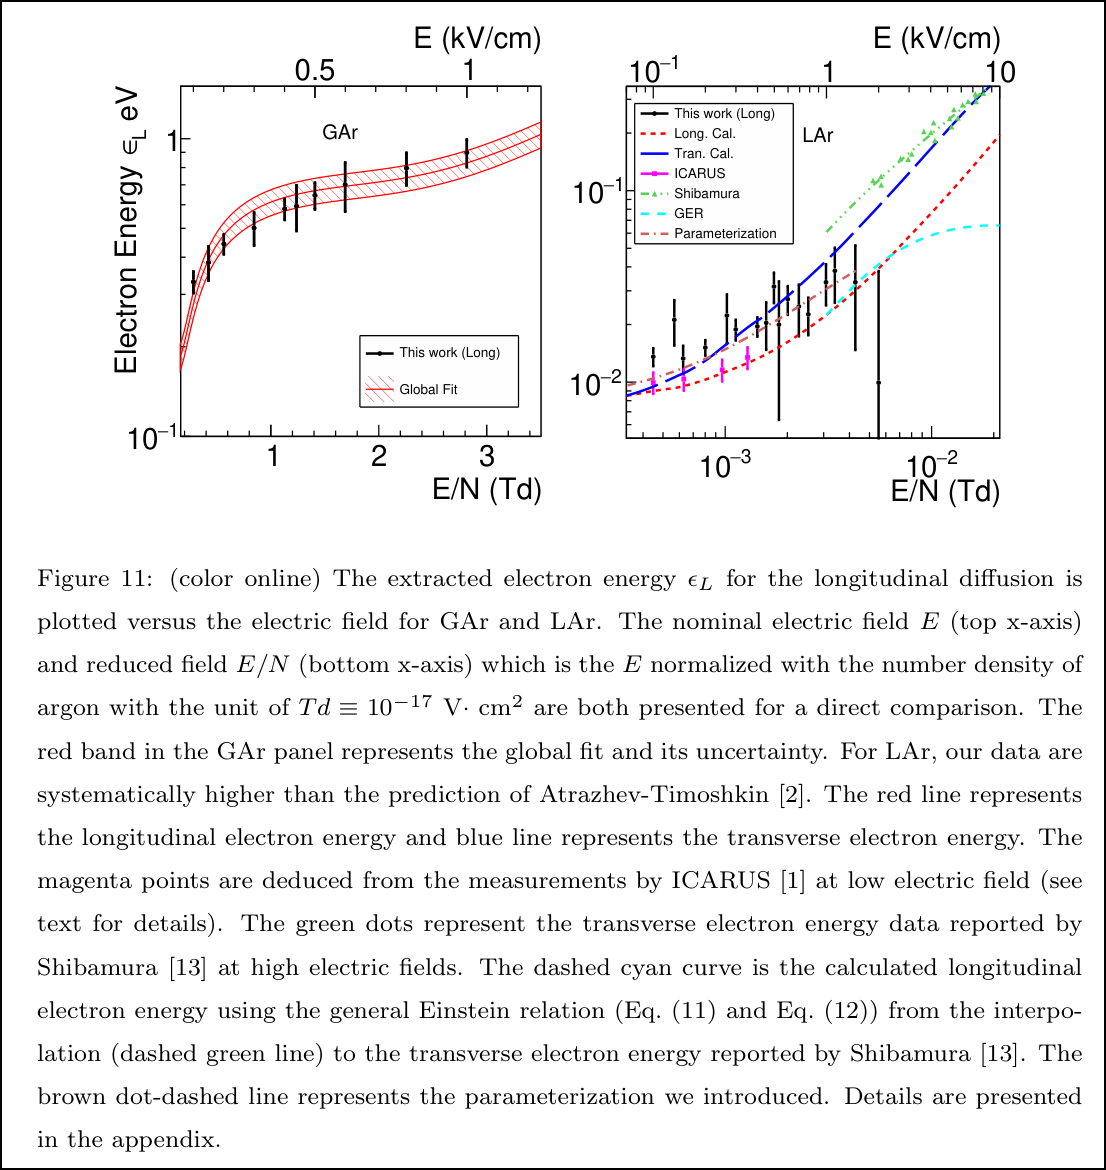 E (kV/cm)
0.5 1
Electron Energy ϵL eV
1
10−1
GAr
This work (Long)
Global Fit
1 2 3
E/N (Td)
E (kV/cm)
10−1 1 10
This work (Long)
Long. Cal.
Tran. Cal.
ICARUS
Shibamura
GER
Parameterization
LAr
10−1
10−2
10−3 10−2
E/N (Td)
Figure 11: (color online) The extracted electron energy ϵL for the longitudinal diffusion is
plotted versus the electric field for GAr and LAr. The nominal electric field E (top x-axis)
and reduced field E/N (bottom x-axis) which is the E normalized with the number density of
argon with the unit of Td ≡ 10−17 V· cm2 are both presented for a direct comparison. The
red band in the GAr panel represents the global fit and its uncertainty. For LAr, our data are
systematically higher than the prediction of Atrazhev-Timoshkin [2]. The red line represents
the longitudinal electron energy and blue line represents the transverse electron energy. The
magenta points are deduced from the measurements by ICARUS [1] at low electric field (see
text for details). The green dots represent the transverse electron energy data reported by
Shibamura [13] at high electric fields. The dashed cyan curve is the calculated longitudinal
electron energy using the general Einstein relation (Eq. (11) and Eq. (12)) from the interpo-
lation (dashed green line) to the transverse electron energy reported by Shibamura [13]. The
brown dot-dashed line represents the parameterization we introduced. Details are presented
in the appendix.